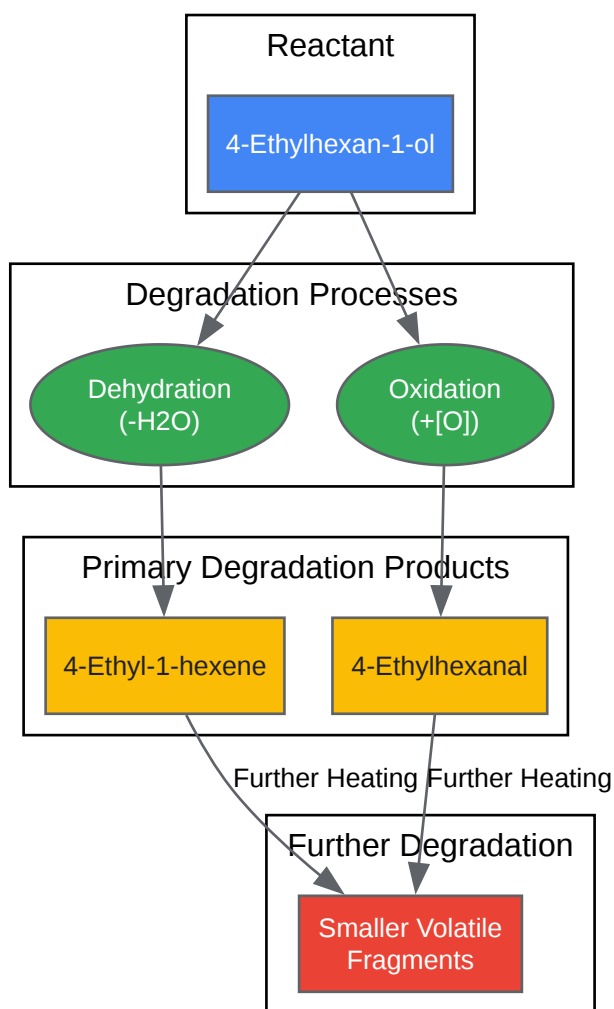 Reactant
4-Ethylhexan-1-ol
Degradation Processes
Dehydration
(-H2O)
Oxidation
(+[O])
Primary Degradation Products
4-Ethyl-1-hexene
4-Ethylhexanal
Further Heating
Further Heating
Further Degradation
Smaller Volatile
Fragments